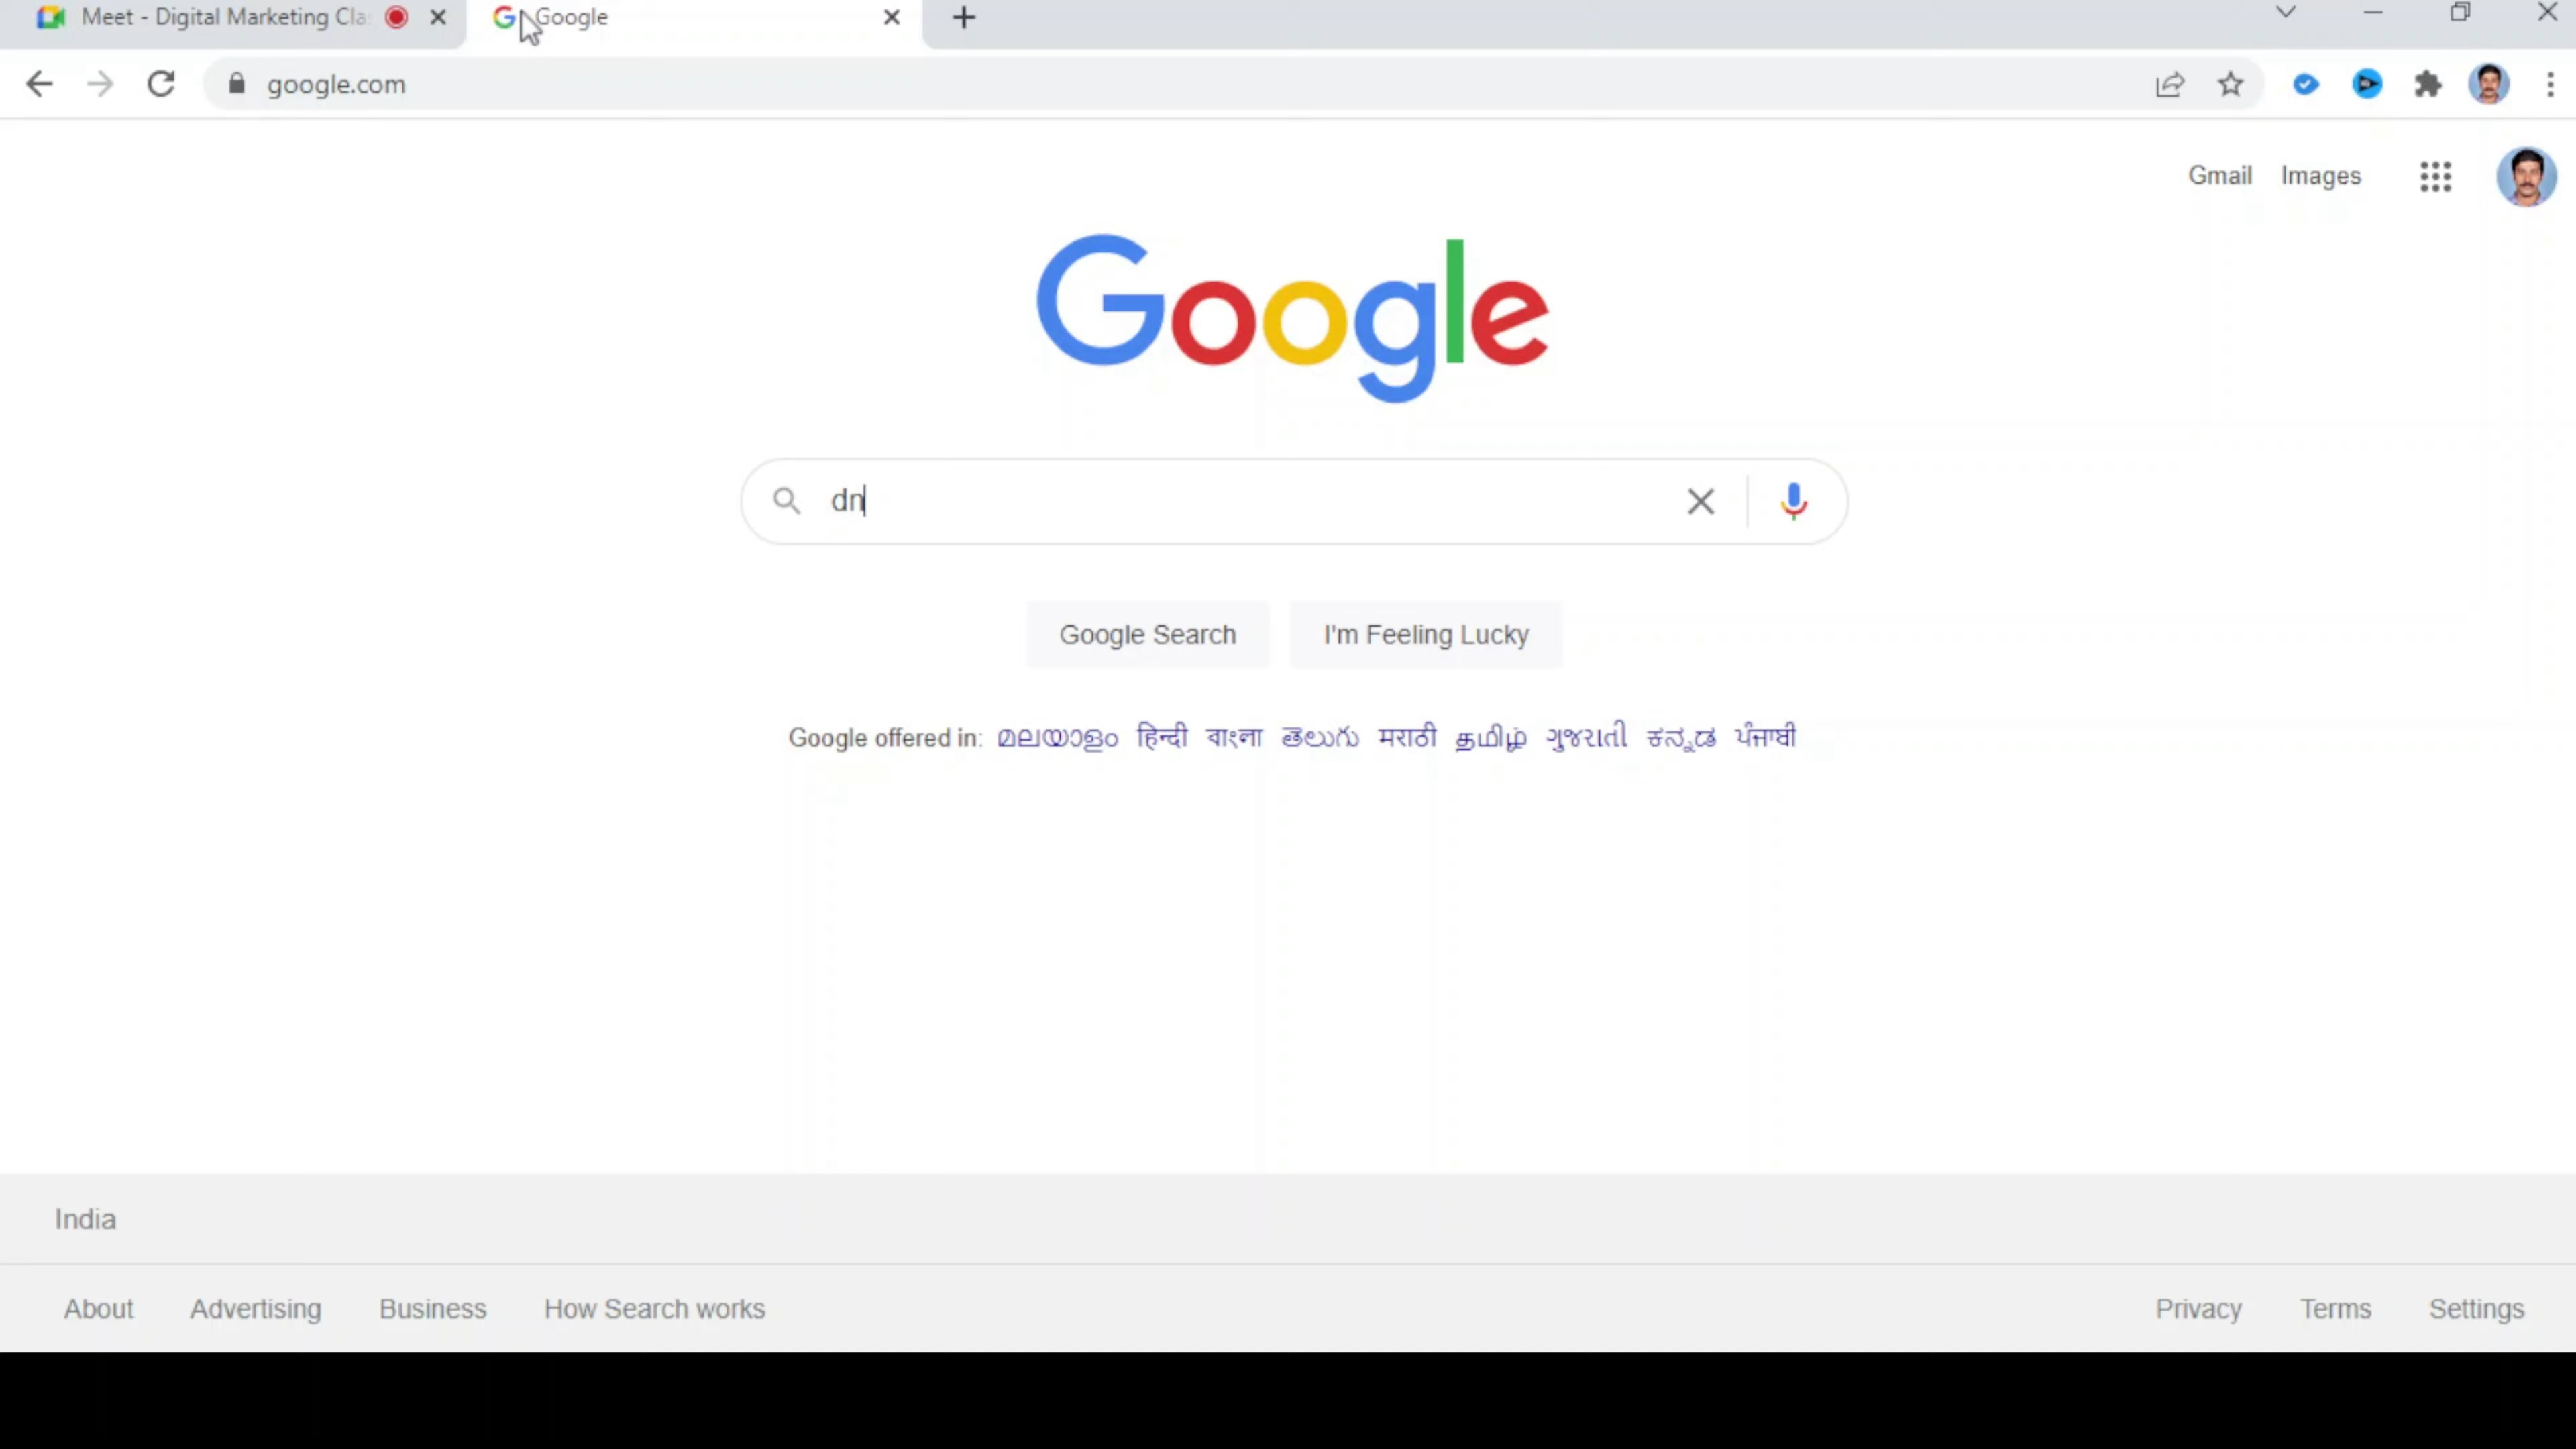 Meet - Digital Marketing Cla
Google
google.com
Gmail Images
Google
dn
Google Search I'm Feeling Lucky
Google offered in: മലയാളം हिन्दी বাংলা తెలుగు मराठी தமிழ் ગુજરાતી ಕನ್ನಡ ਪੰਜਾਬੀ
India
About Advertising Business How Search works Privacy Terms Settings